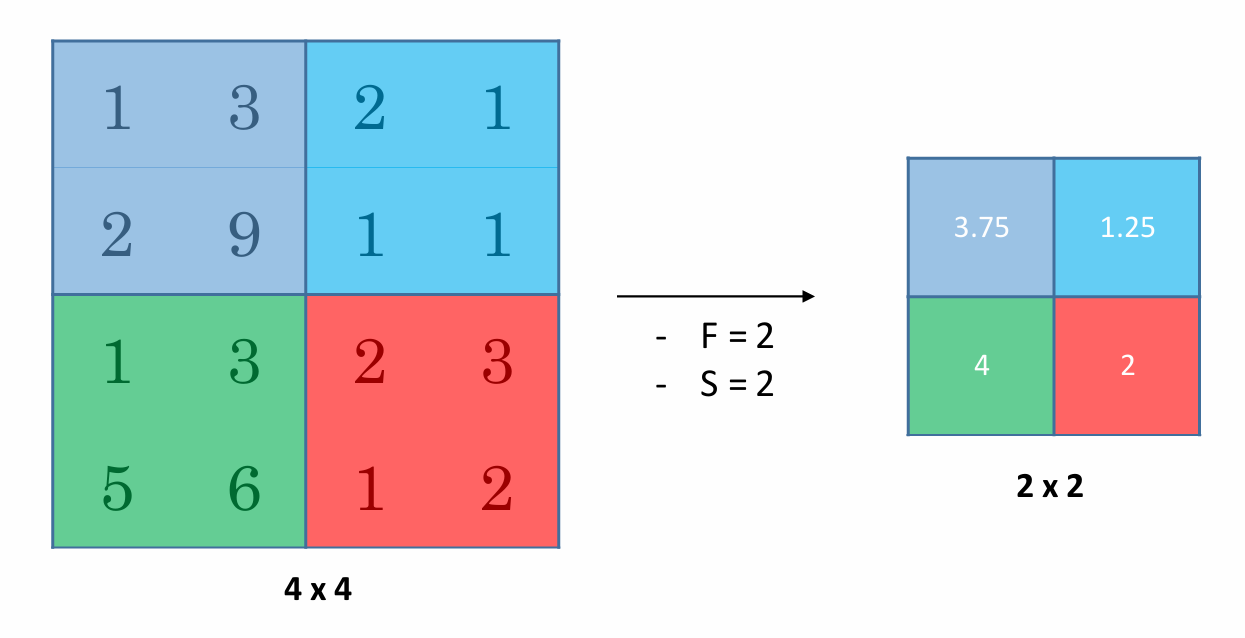 1 3 2 1
2 9 1 1
1 3 2 3
5 6 1 2
4 x 4
- F = 2
- S = 2
3.75 1.25
4 2
2 x 2